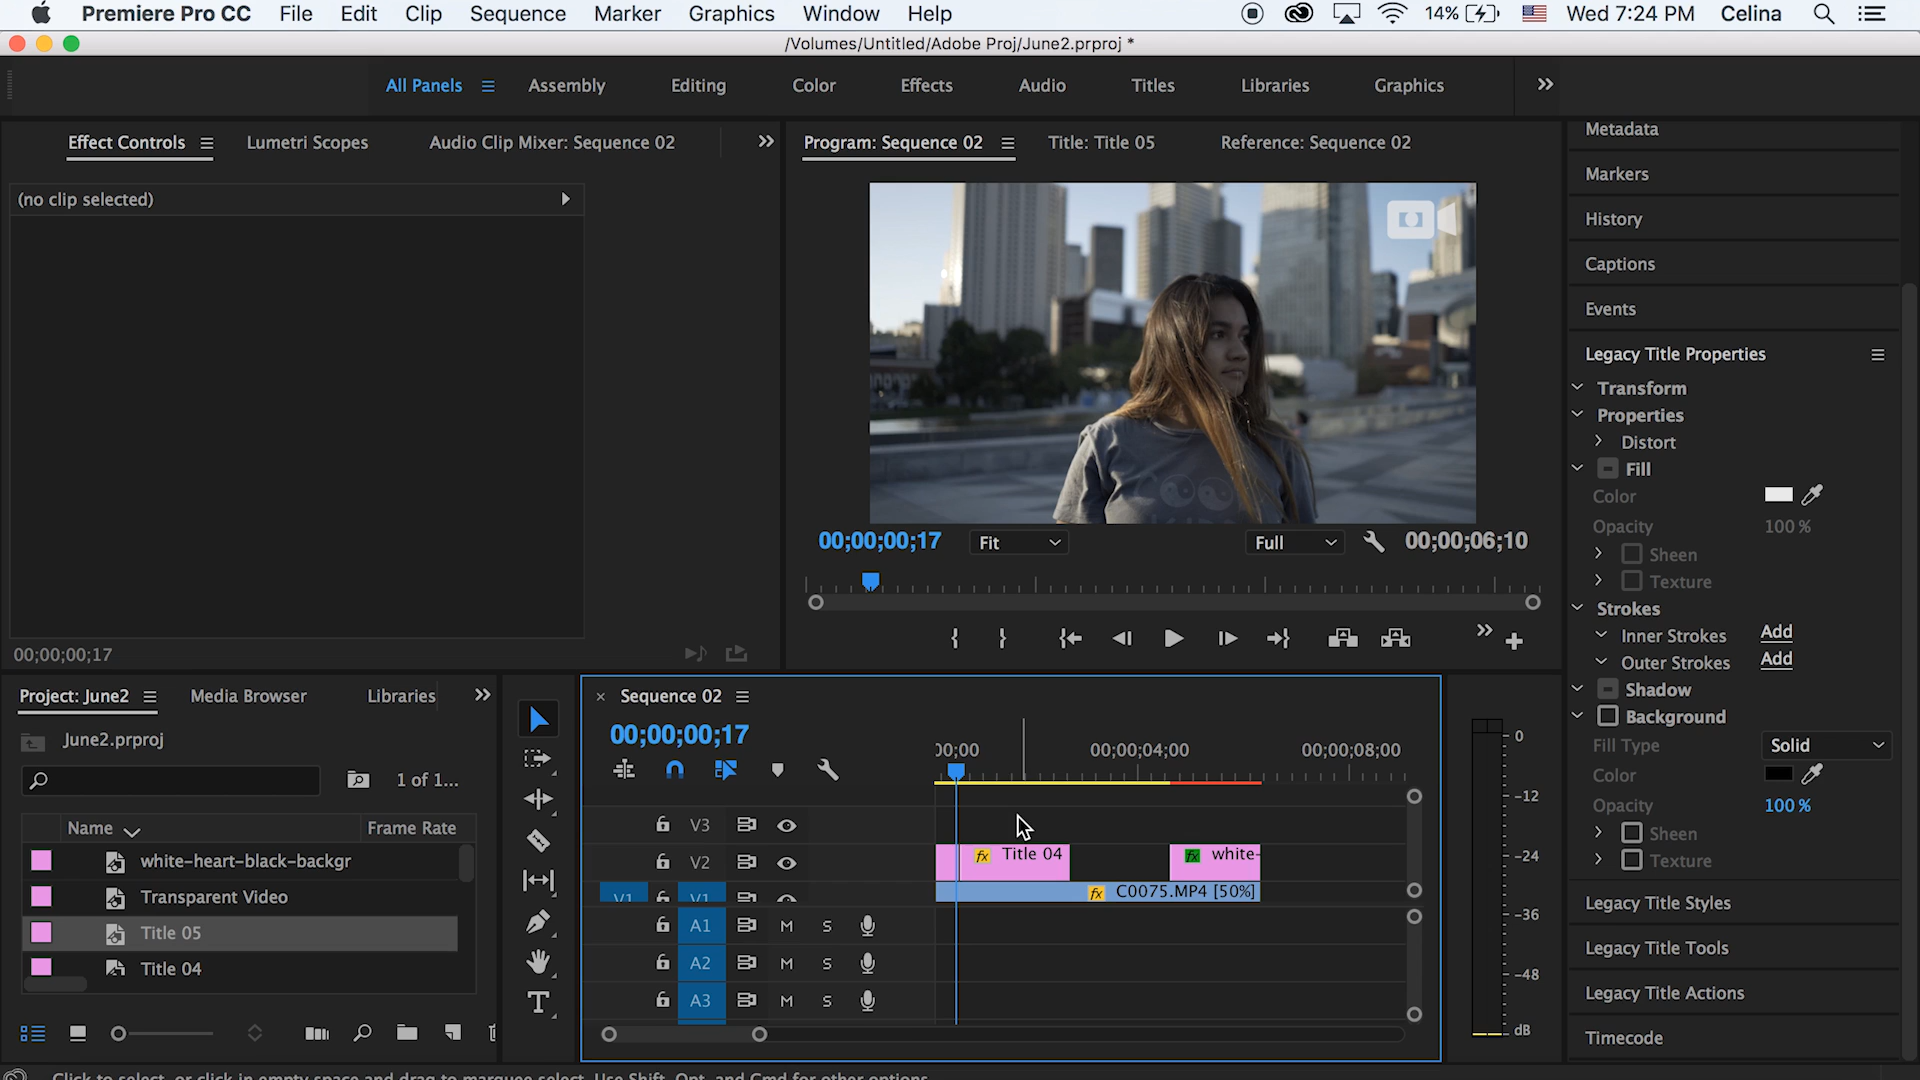 Premiere Pro CC File Edit Clip Sequence Marker Graphics Window Help 14% Wed 7:24 PM Celina
/Volumes/Untitled/Adobe Proj/June2.prproj *
All Panels Assembly Editing Color Effects Audio Titles Libraries Graphics
Effect Controls Lumetri Scopes Audio Clip Mixer: Sequence 02
(no clip selected)
00;00;00;17
Program: Sequence 02 Title: Title 05 Reference: Sequence 02
00;00;00;17 Fit Full 00;00;06;10
Metadata
Markers
History
Captions
Events
Legacy Title Properties
Transform
Properties
Distort
Fill
Color
Opacity 100 %
Sheen
Texture
Strokes
Inner Strokes Add
Outer Strokes Add
Shadow
Background
Fill Type Solid
Color
Opacity 100 %
Sheen
Texture
Legacy Title Styles
Legacy Title Tools
Legacy Title Actions
Timecode
Project: June2 Media Browser Libraries
June2.prproj
1 of 1...
Name Frame Rate
white-heart-black-backgr
Transparent Video
Title 05
Title 04
× Sequence 02
00;00;00;17
00;00 00;00;04;00 00;00;08;00
V3
V2 fx Title 04 fx white-
V1 V1 fx C0075.MP4 [50%]
A1 M S
A2 M S
A3 M S
0
-12
-24
-36
-48
dB
Click to select, or click in empty space and drag to marquee select. Use Shift, Opt, and Cmd for other options.